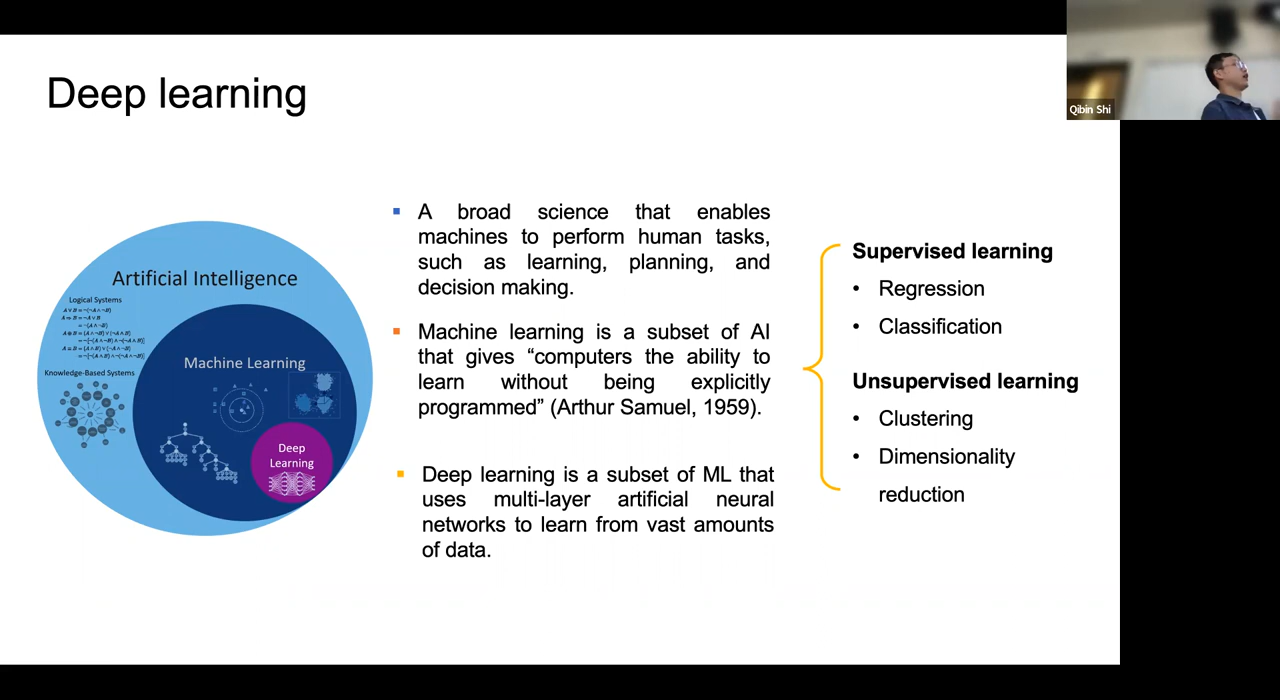 Deep learning
Qibin Shi
Artificial Intelligence
Logical Systems
Knowledge-Based Systems
Machine Learning
Deep
Learning
▪ A broad science that enables
machines to perform human tasks,
such as learning, planning, and
decision making.
▪ Machine learning is a subset of AI
that gives “computers the ability to
learn without being explicitly
programmed” (Arthur Samuel, 1959).
▪ Deep learning is a subset of ML that
uses multi-layer artificial neural
networks to learn from vast amounts
of data.
Supervised learning
• Regression
• Classification
Unsupervised learning
• Clustering
• Dimensionality
reduction